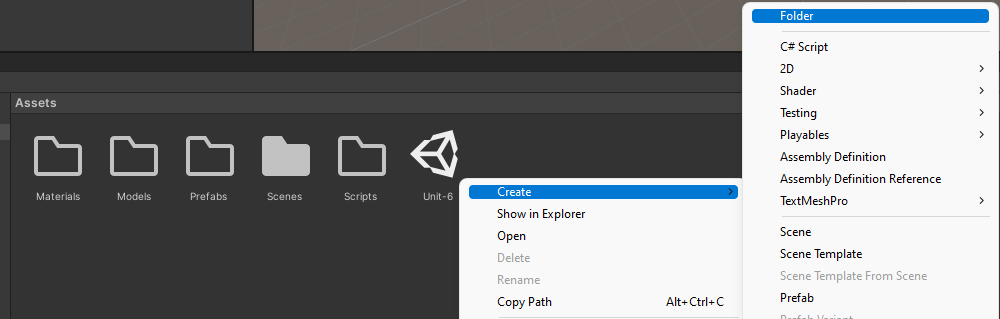 Folder
C# Script
2D
Shader
Testing
Playables
Assembly Definition
Assembly Definition Reference
TextMeshPro
Scene
Scene Template
Scene Template From Scene
Prefab
Prefab Variant
Assets
Materials
Models
Prefabs
Scenes
Scripts
Unit-6
Create
Show in Explorer
Open
Delete
Rename
Copy Path Alt+Ctrl+C